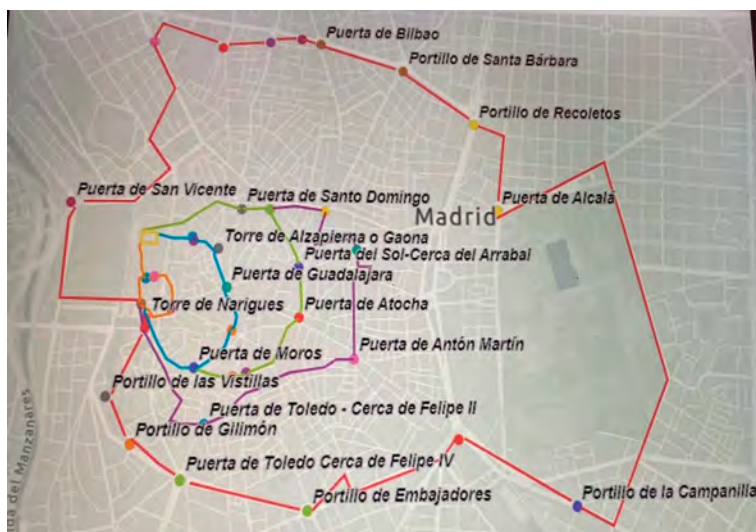 Puerta de Bilbao
Portillo de Santa Bárbara
Portillo de Recoletos
Puerta de San Vicente
Puerta de Santo Domingo
Puerta de Alcalá
Madrid
Torre de Alzapierna o Gaona
Puerta del Sol-Cerca del Arrabal
Puerta de Guadalajara
Torre de Narigues
Puerta de Atocha
Puerta de Moros
Puerta de Antón Martín
Portillo de las Vistillas
Puerta de Toledo - Cerca de Felipe II
Portillo de Gilimón
Puerta de Toledo Cerca de Felipe IV
Portillo de Embajadores
Portillo de la Campanilla
del Manzanares